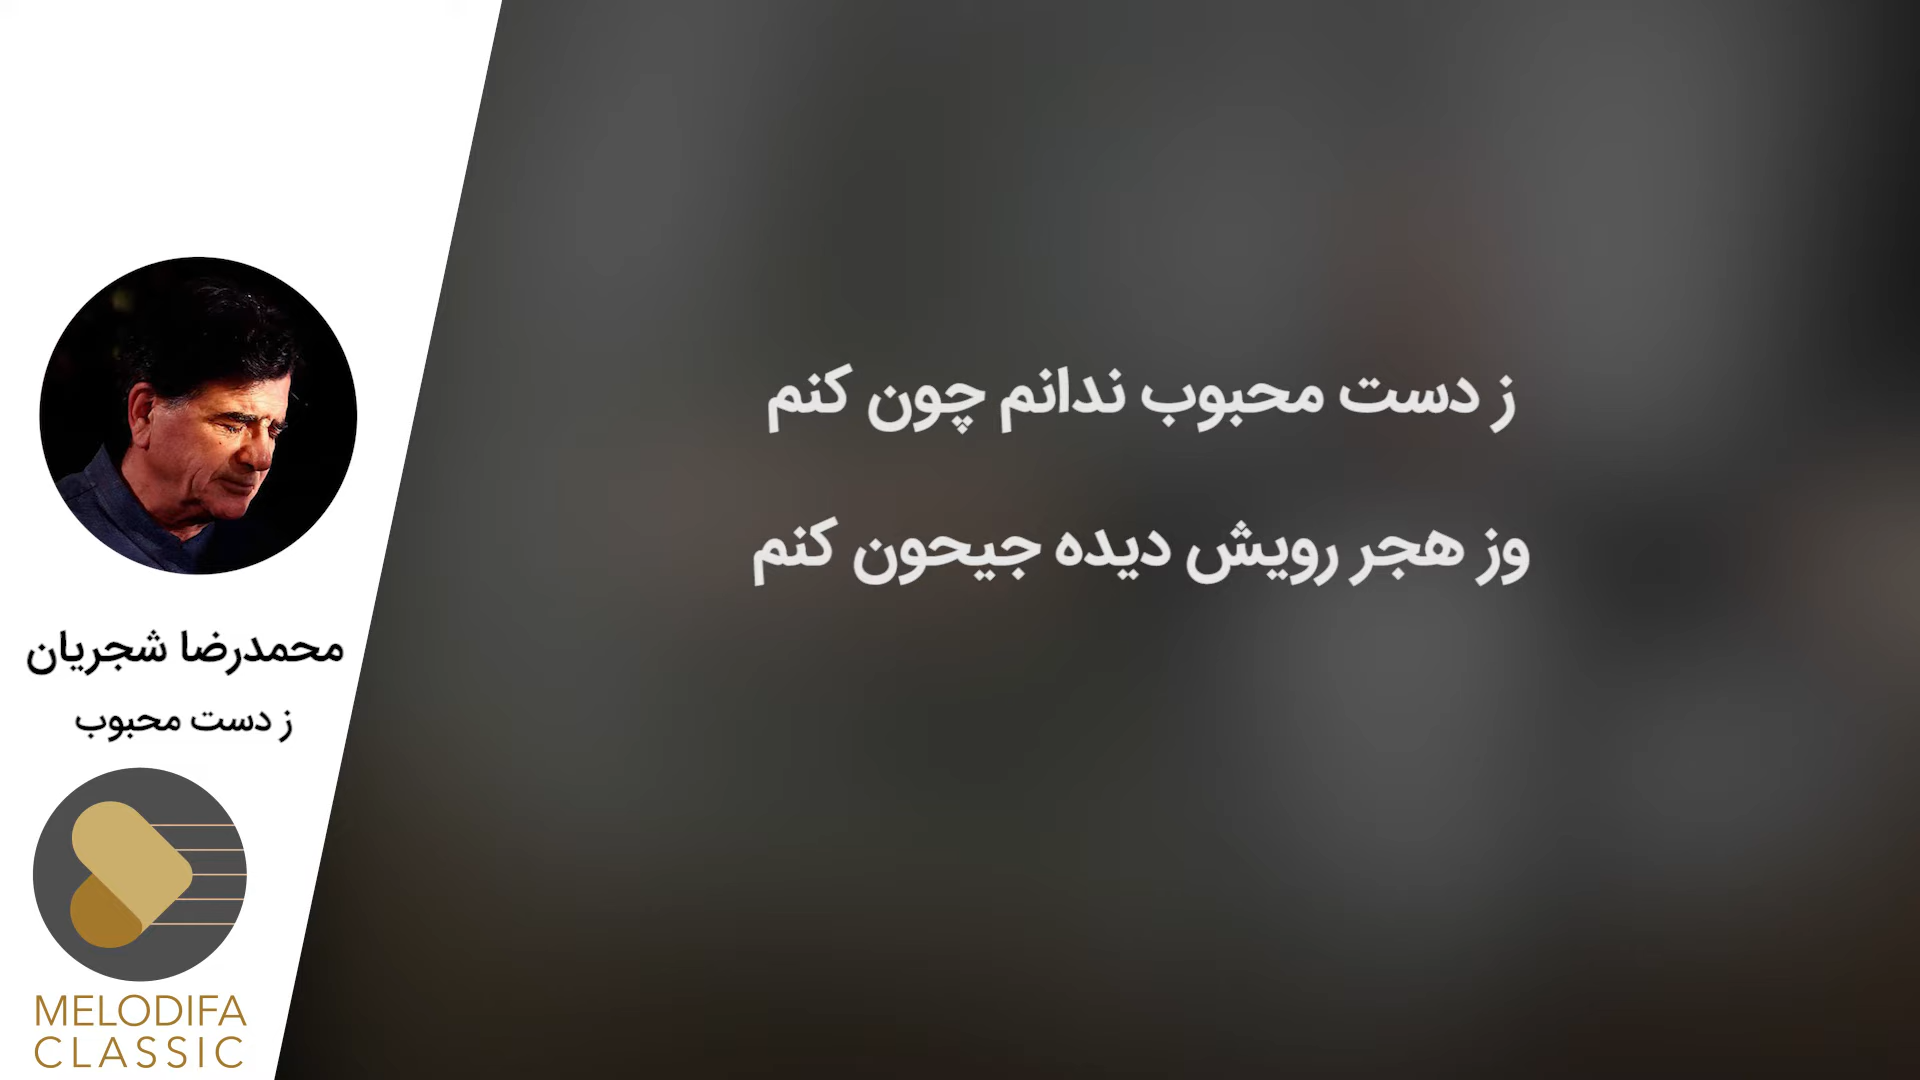 ز دست محبوب ندانم چون کنم
وز هجر رویش دیده جیحون کنم
محمدرضا شجریان
ز دست محبوب
MELODIFA
CLASSIC